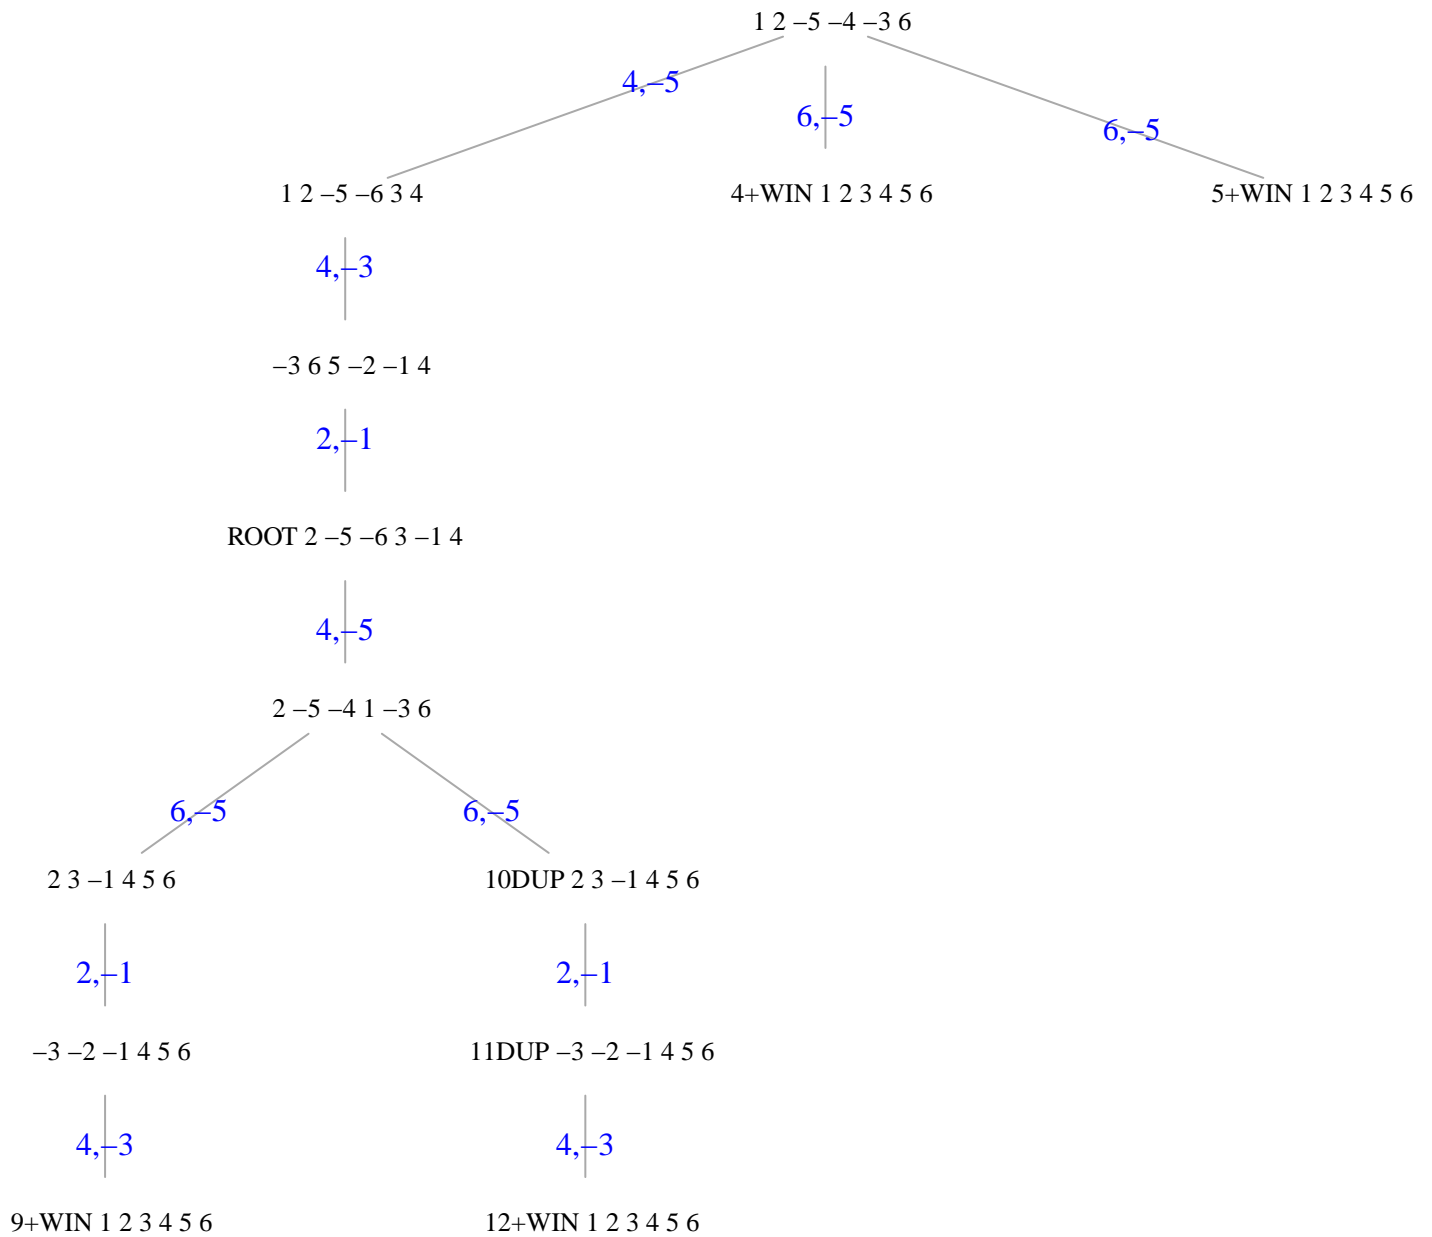 1 2 –5 –4 –3 6
4,–5
6,–5
6,–5
1 2 –5 –6 3 4
4+WIN 1 2 3 4 5 6
5+WIN 1 2 3 4 5 6
4,–3
–3 6 5 –2 –1 4
2,–1
ROOT 2 –5 –6 3 –1 4
4,–5
2 –5 –4 1 –3 6
6,–5
6,–5
2 3 –1 4 5 6
10DUP 2 3 –1 4 5 6
2,–1
2,–1
–3 –2 –1 4 5 6
11DUP –3 –2 –1 4 5 6
4,–3
4,–3
9+WIN 1 2 3 4 5 6
12+WIN 1 2 3 4 5 6